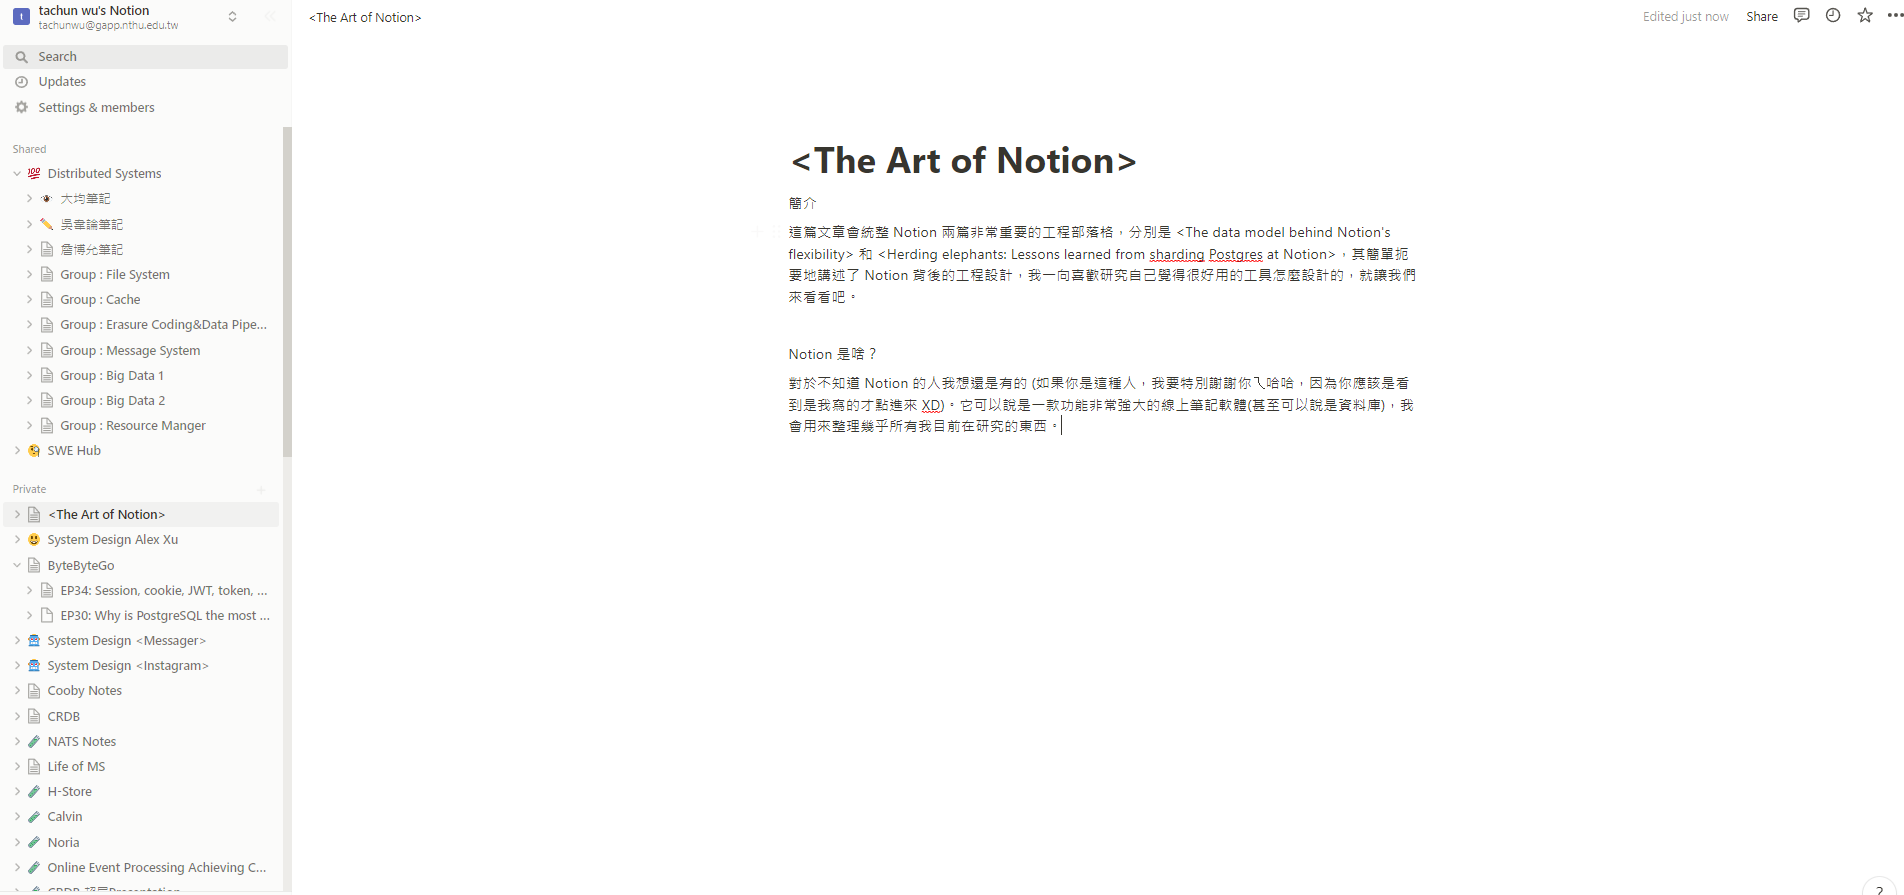 tachun wu's Notion
tachunwu@gapp.nthu.edu.tw
Search
Updates
Settings & members
Shared
Distributed Systems
大均筆記
吳韋諭筆記
詹博允筆記
Group : File System
Group : Cache
Group : Erasure Coding&Data Pipe...
Group : Message System
Group : Big Data 1
Group : Big Data 2
Group : Resource Manger
SWE Hub
Private
<The Art of Notion>
System Design Alex Xu
ByteByteGo
EP34: Session, cookie, JWT, token, ...
EP30: Why is PostgreSQL the most ...
System Design <Messager>
System Design <Instagram>
Cooby Notes
CRDB
NATS Notes
Life of MS
H-Store
Calvin
Noria
Online Event Processing Achieving C...
<The Art of Notion>
Edited just now
Share
<The Art of Notion>
簡介
這篇文章會統整 Notion 兩篇非常重要的工程部落格，分別是 <The data model behind Notion's
flexibility> 和 <Herding elephants: Lessons learned from sharding Postgres at Notion>，其簡單扼
要地講述了 Notion 背後的工程設計，我一向喜歡研究自己覺得很好用的工具怎麼設計的，就讓我們
來看看吧。
Notion 是啥？
對於不知道 Notion 的人我想還是有的 (如果你是這種人，我要特別謝謝你ㄟ哈哈，因為你應該是看
到是我寫的才點進來 XD)。它可以說是一款功能非常強大的線上筆記軟體(甚至可以說是資料庫)，我
會用來整理幾乎所有我目前在研究的東西。
?